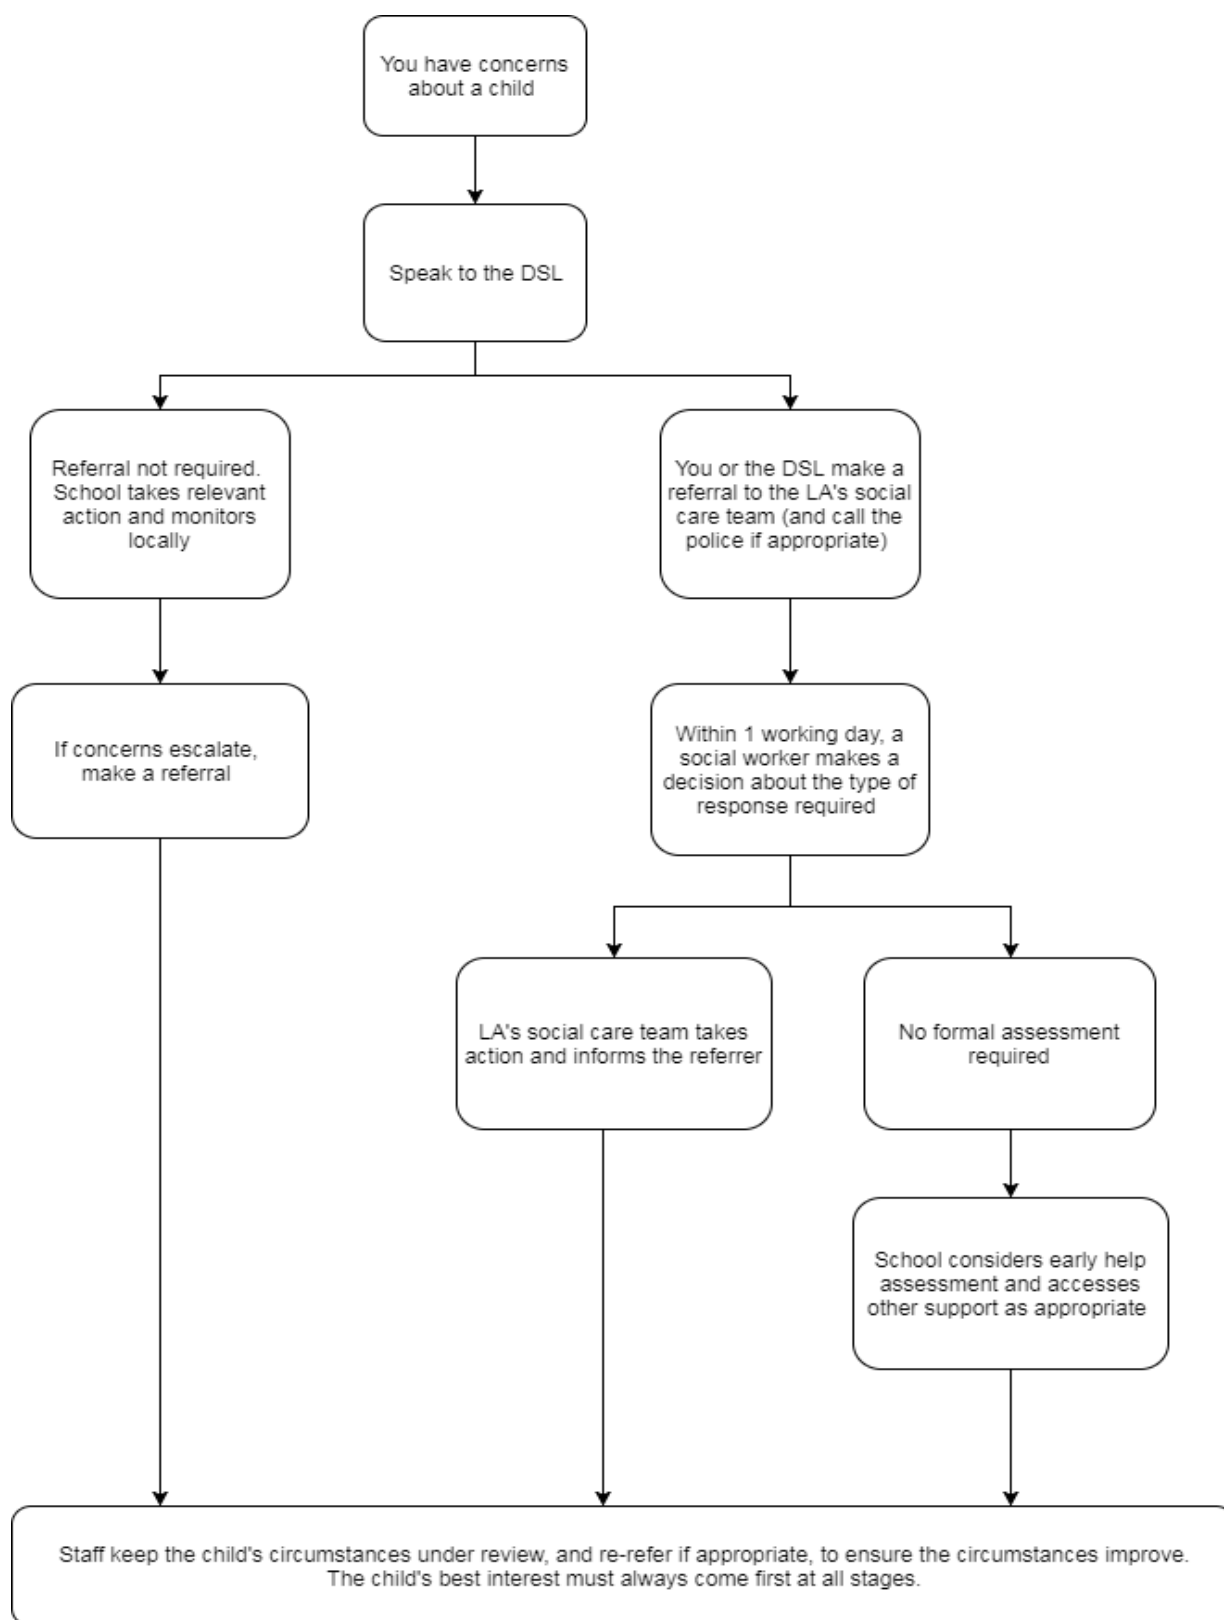 You have concerns
about a child
Speak to the DSL
Referral not required.
School takes relevant
action and monitors
locally
You or the DSL make a
referral to the LA's social
care team (and call the
police if appropriate)
If concerns escalate,
make a referral
Within 1 working day, a
social worker makes a
decision about the type of
response required
LA's social care team takes
action and informs the referrer
No formal assessment
required
School considers early help
assessment and accesses
other support as appropriate
Staff keep the child's circumstances under review, and re-refer if appropriate, to ensure the circumstances improve.
The child's best interest must always come first at all stages.